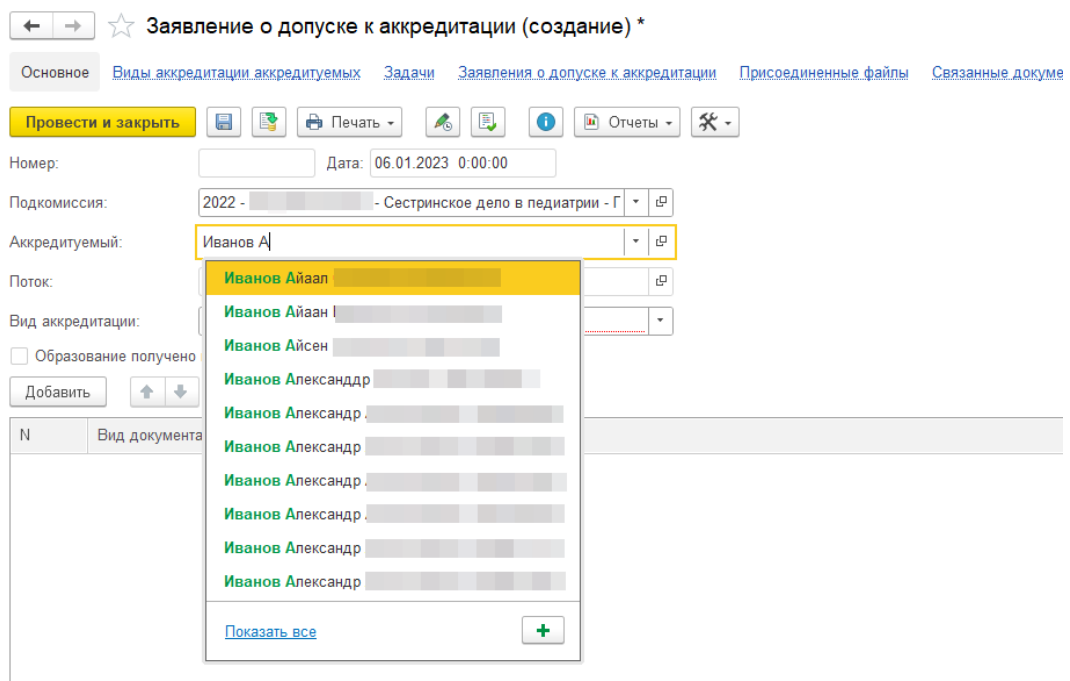 Заявление о допуске к аккредитации (создание) *
Основное Виды аккредитации аккредитуемых Задачи Заявления о допуске к аккредитации Присоединенные файлы Связанные докуме
Провести и закрыть Печать Отчеты
Номер: Дата: 06.01.2023 0:00:00
Подкомиссия: 2022 - - Сестринское дело в педиатрии - Г
Аккредитуемый: Иванов А
Поток:
Вид аккредитации:
Образование получено
Добавить
N Вид документа
Иванов Айаал
Иванов Айаан
Иванов Айсен
Иванов Александдр
Иванов Александр
Иванов Александр
Иванов Александр
Иванов Александр
Иванов Александр
Иванов Александр
Показать все